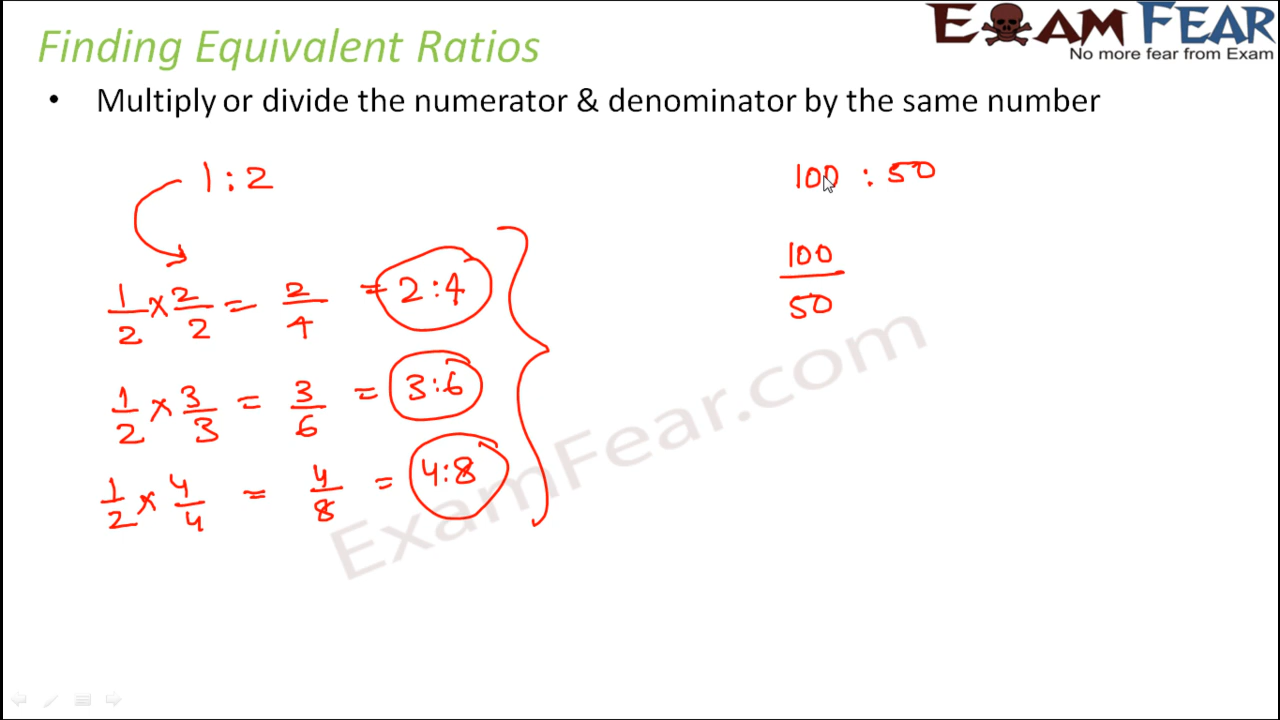 Finding Equivalent Ratios
EXAM FEAR
No more fear from Exam
• Multiply or divide the numerator & denominator by the same number
1 : 2
1/2 × 2/2 = 2/4 = 2:4
1/2 × 3/3 = 3/6 = 3:6
1/2 × 4/4 = 4/8 = 4:8
100 : 50
100/50
ExamFear.com